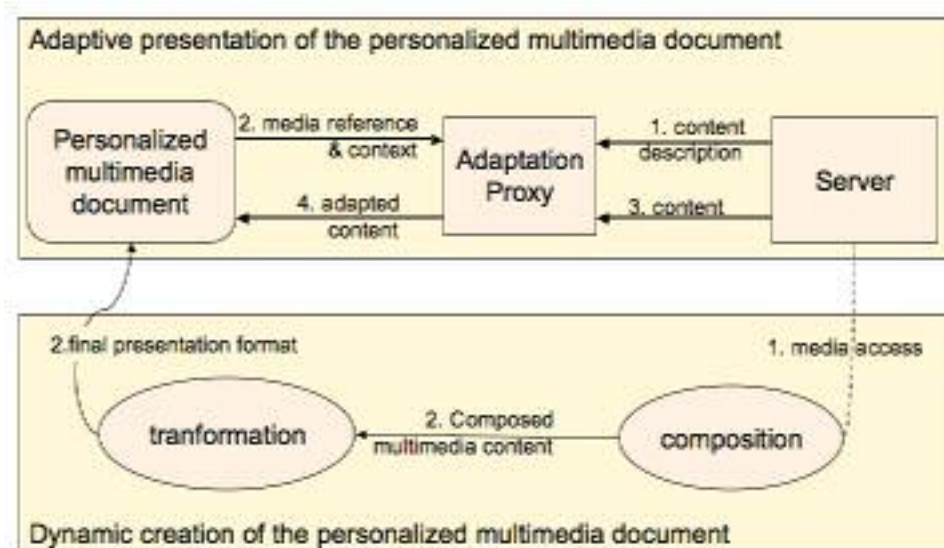 Adaptive presentation of the personalized multimedia document
Personalized
multimedia
document
2. media reference
& context
4. adapted
content
Adaptation
Proxy
1. content
description
3. content
Server
2.final presentation format
1. media access
tranformation
2. Composed
multimedia content
composition
Dynamic creation of the personalized multimedia document